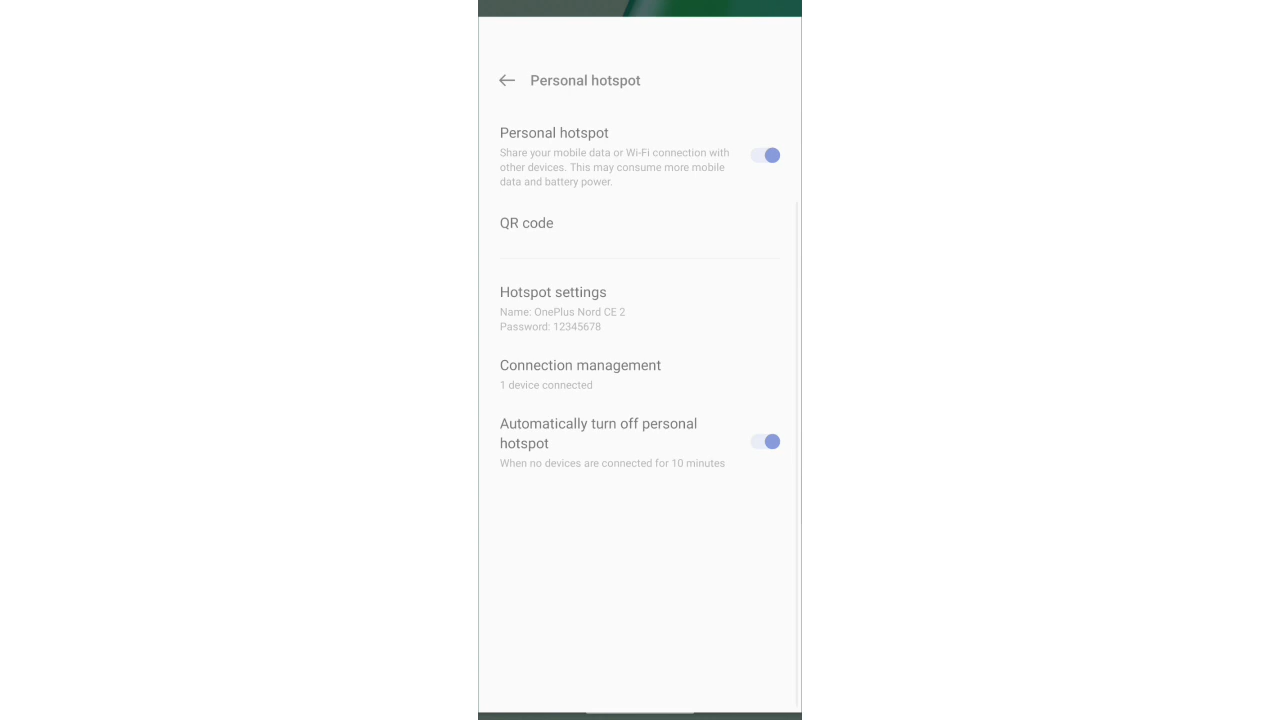 Personal hotspot
Personal hotspot
Share your mobile data or Wi-Fi connection with
other devices. This may consume more mobile
data and battery power.
QR code
Hotspot settings
Name: OnePlus Nord CE 2
Password: 12345678
Connection management
1 device connected
Automatically turn off personal
hotspot
When no devices are connected for 10 minutes